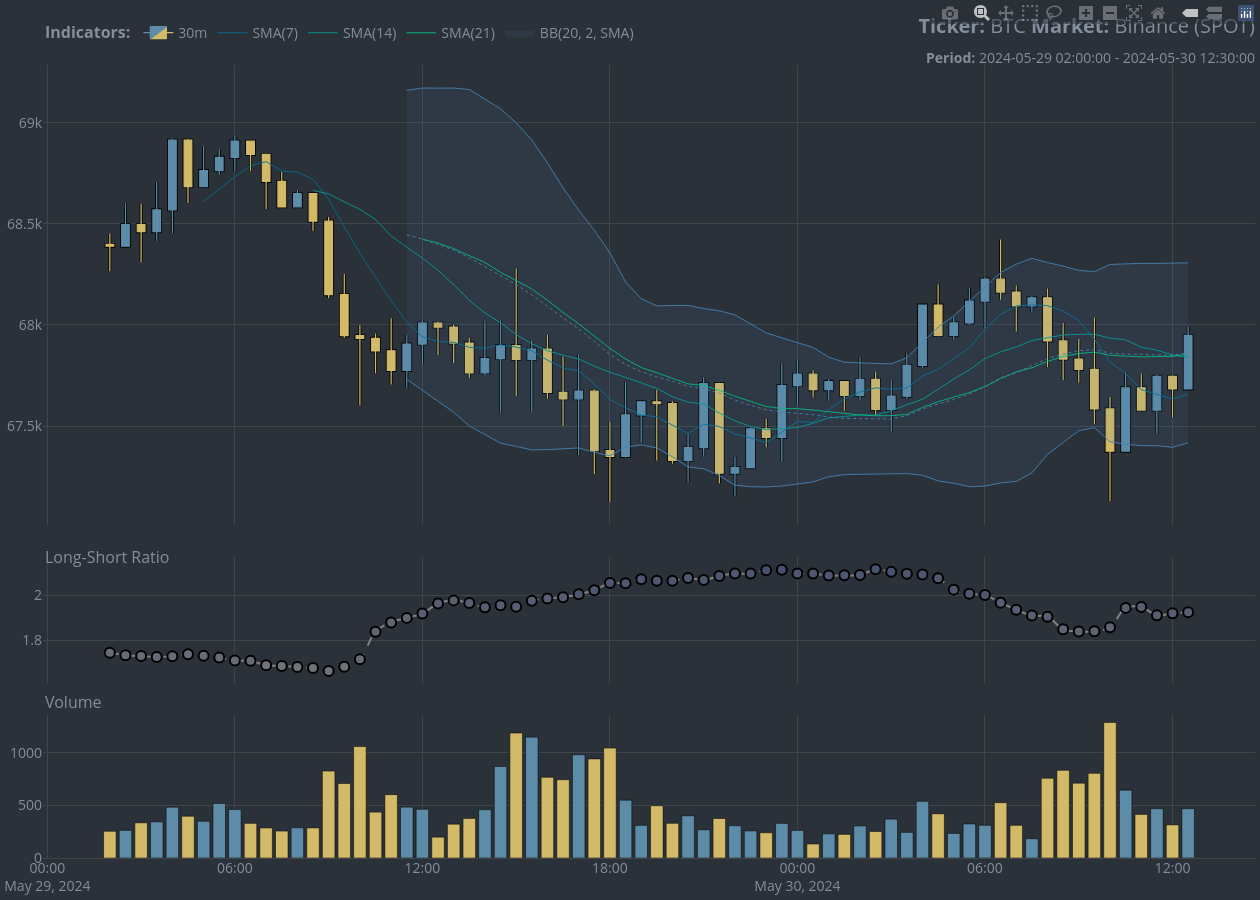 Indicators: 30m SMA(7) SMA(14) SMA(21) BB(20, 2, SMA)
Ticker: BTC Market: Binance (SPOT)
Period: 2024-05-29 02:00:00 - 2024-05-30 12:30:00
69k
68.5k
68k
67.5k
Long-Short Ratio
2
1.8
Volume
1000
500
0
00:00 06:00 12:00 18:00 00:00 06:00 12:00
May 29, 2024 May 30, 2024